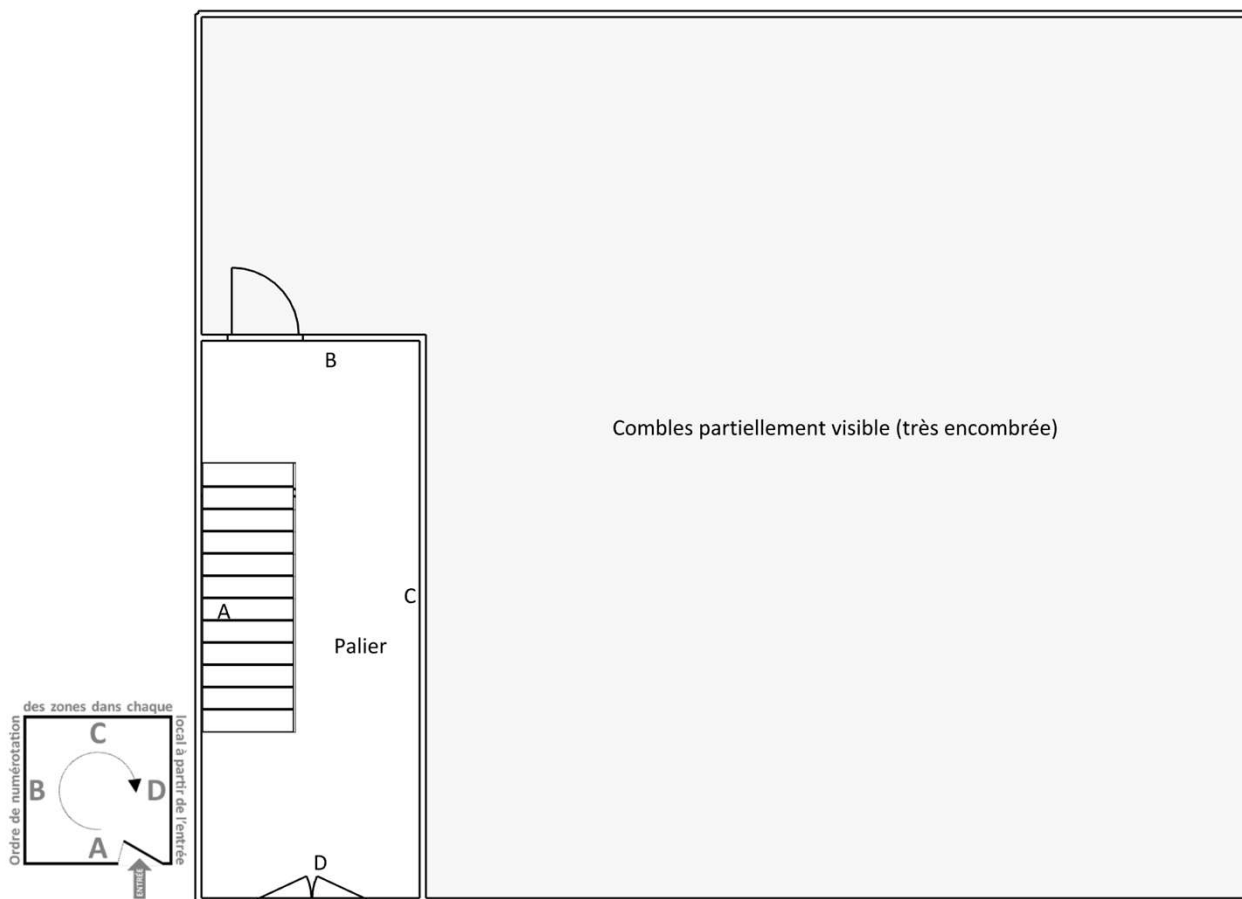 B
Combles partiellement visible (très encombrée)
C
A
Palier
D
des zones dans chaque
Ordre de numérotation
local à partir de l'entrée
C
B
D
A
ENTRÉE